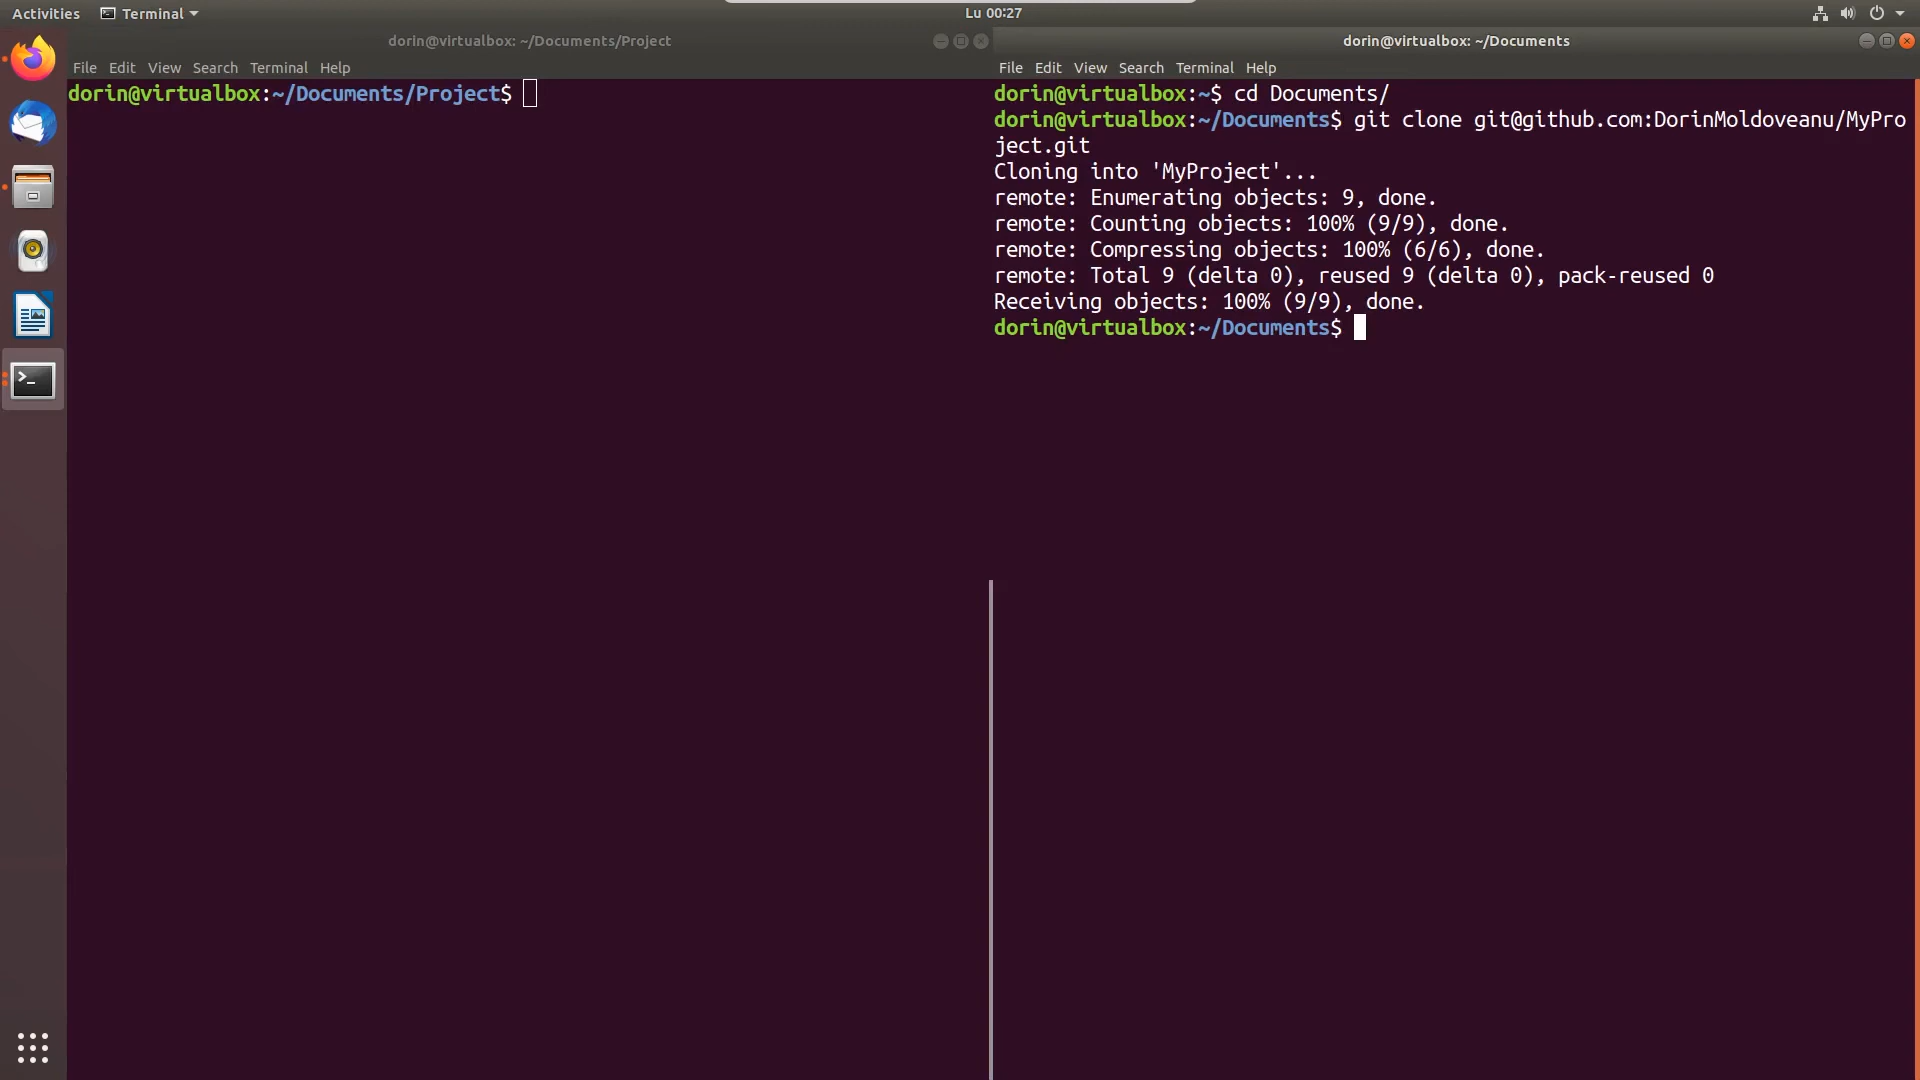 Activities Terminal Lu 00:27
dorin@virtualbox: ~/Documents/Project
File Edit View Search Terminal Help
dorin@virtualbox:~/Documents/Project$
dorin@virtualbox: ~/Documents
File Edit View Search Terminal Help
dorin@virtualbox:~$ cd Documents/
dorin@virtualbox:~/Documents$ git clone git@github.com:DorinMoldoveanu/MyPro
ject.git
Cloning into 'MyProject'...
remote: Enumerating objects: 9, done.
remote: Counting objects: 100% (9/9), done.
remote: Compressing objects: 100% (6/6), done.
remote: Total 9 (delta 0), reused 9 (delta 0), pack-reused 0
Receiving objects: 100% (9/9), done.
dorin@virtualbox:~/Documents$